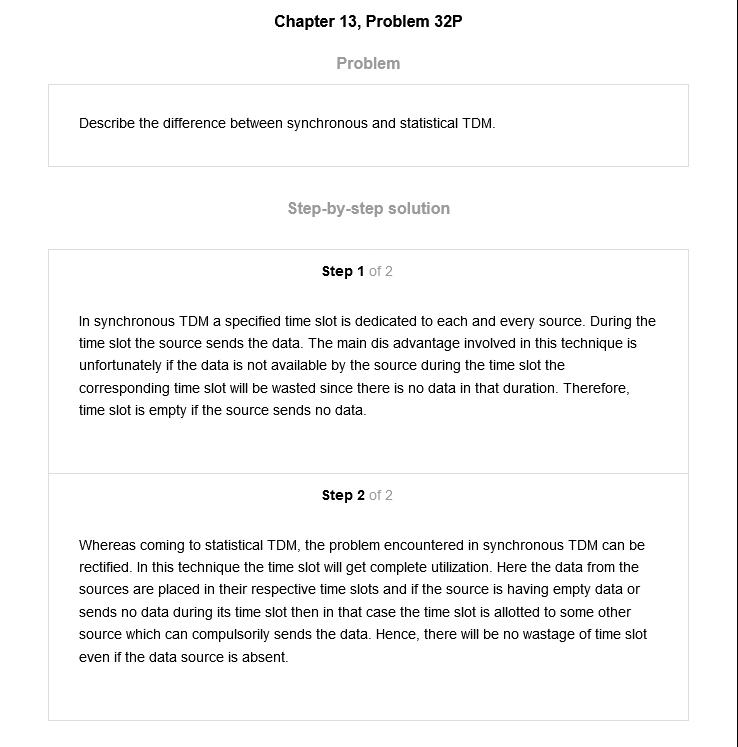 Chapter 13, Problem 32P
Problem
Describe the difference between synchronous and statistical TDM.
Step-by-step solution
Step 1 of 2
In synchronous TDM a specified time slot is dedicated to each and every source. During the
time slot the source sends the data. The main dis advantage involved in this technique is
unfortunately if the data is not available by the source during the time slot the
corresponding time slot will be wasted since there is no data in that duration. Therefore,
time slot is empty if the source sends no data.
Step 2 of 2
Whereas coming to statistical TDM, the problem encountered in synchronous TDM can be
rectified. In this technique the time slot will get complete utilization. Here the data from the
sources are placed in their respective time slots and if the source is having empty data or
sends no data during its time slot then in that case the time slot is allotted to some other
source which can compulsorily sends the data. Hence, there will be no wastage of time slot
even if the data source is absent.